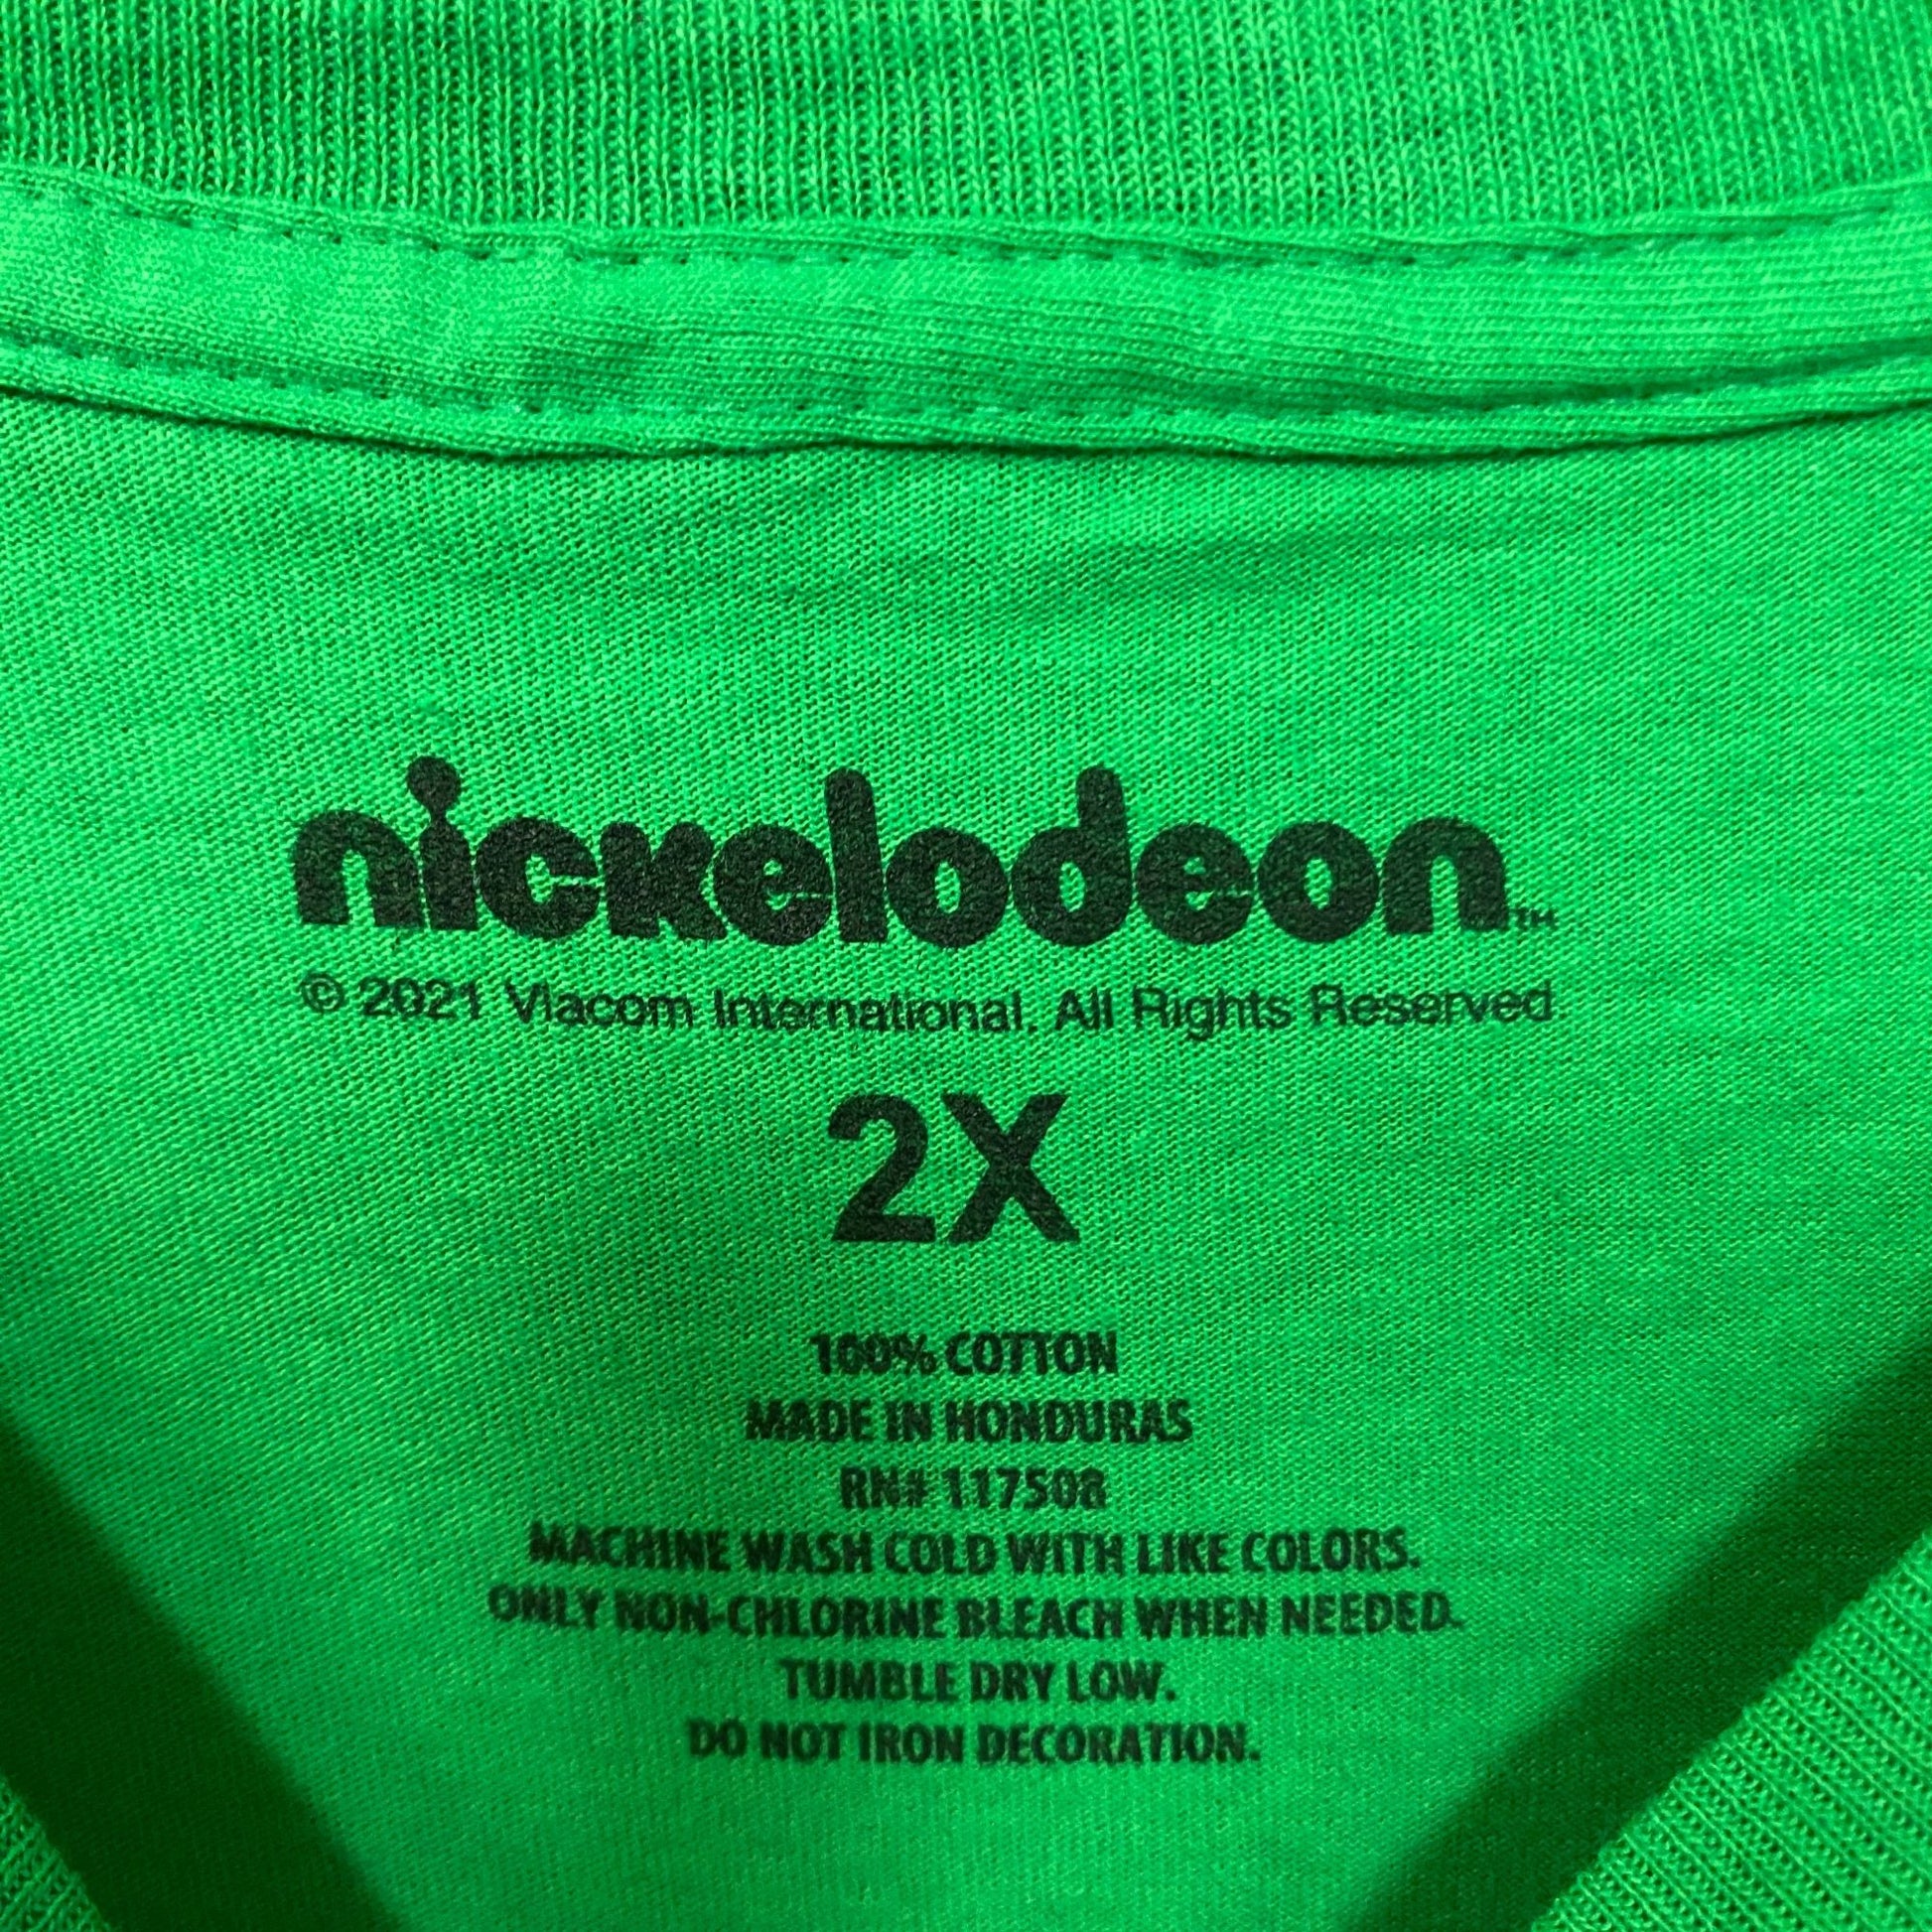 nickelodeon™
© 2021 Viacom International. All Rights Reserved.
2X
100% COTTON
MADE IN HONDURAS
RN# 117508
MACHINE WASH COLD WITH LIKE COLORS.
ONLY NON-CHLORINE BLEACH WHEN NEEDED.
TUMBLE DRY LOW.
DO NOT IRON DECORATION.